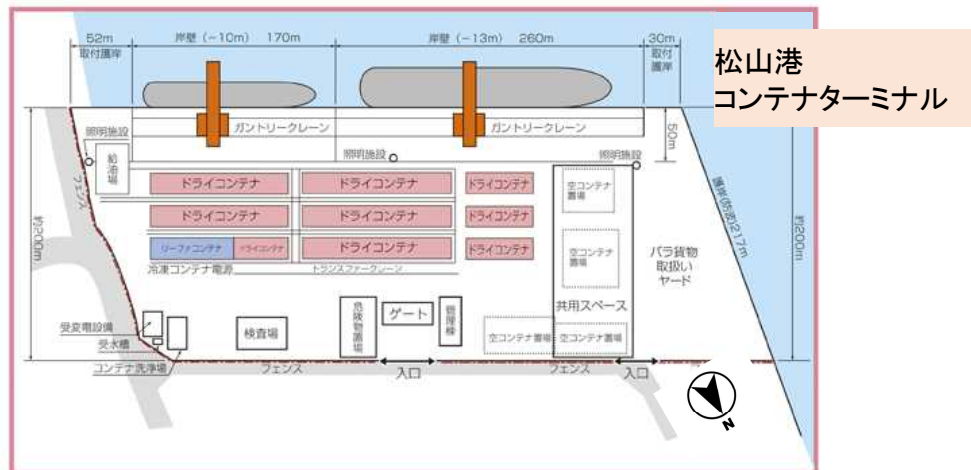 52m
取付護岸
岸壁（−10m）170m
岸壁（−13m）260m
30m
取付
護岸
松山港
コンテナターミナル
ガントリークレーン
ガントリークレーン
50m
照明施設
照明施設
照明施設
給油場
フェンス
約200m
ドライコンテナ
ドライコンテナ
ドライコンテナ
空コンテナ
置場
護岸(防波)217m
約200m
ドライコンテナ
ドライコンテナ
ドライコンテナ
リーファコンテナ
ドライコンテナ
ドライコンテナ
ドライコンテナ
空コンテナ
置場
バラ貨物
取扱い
ヤード
冷凍コンテナ電源
トランスファークレーン
共用スペース
受変電設備
受水槽
コンテナ洗浄場
検査場
危険物置場
ゲート
管理棟
空コンテナ置場
空コンテナ置場
フェンス
入口
フェンス
入口
N